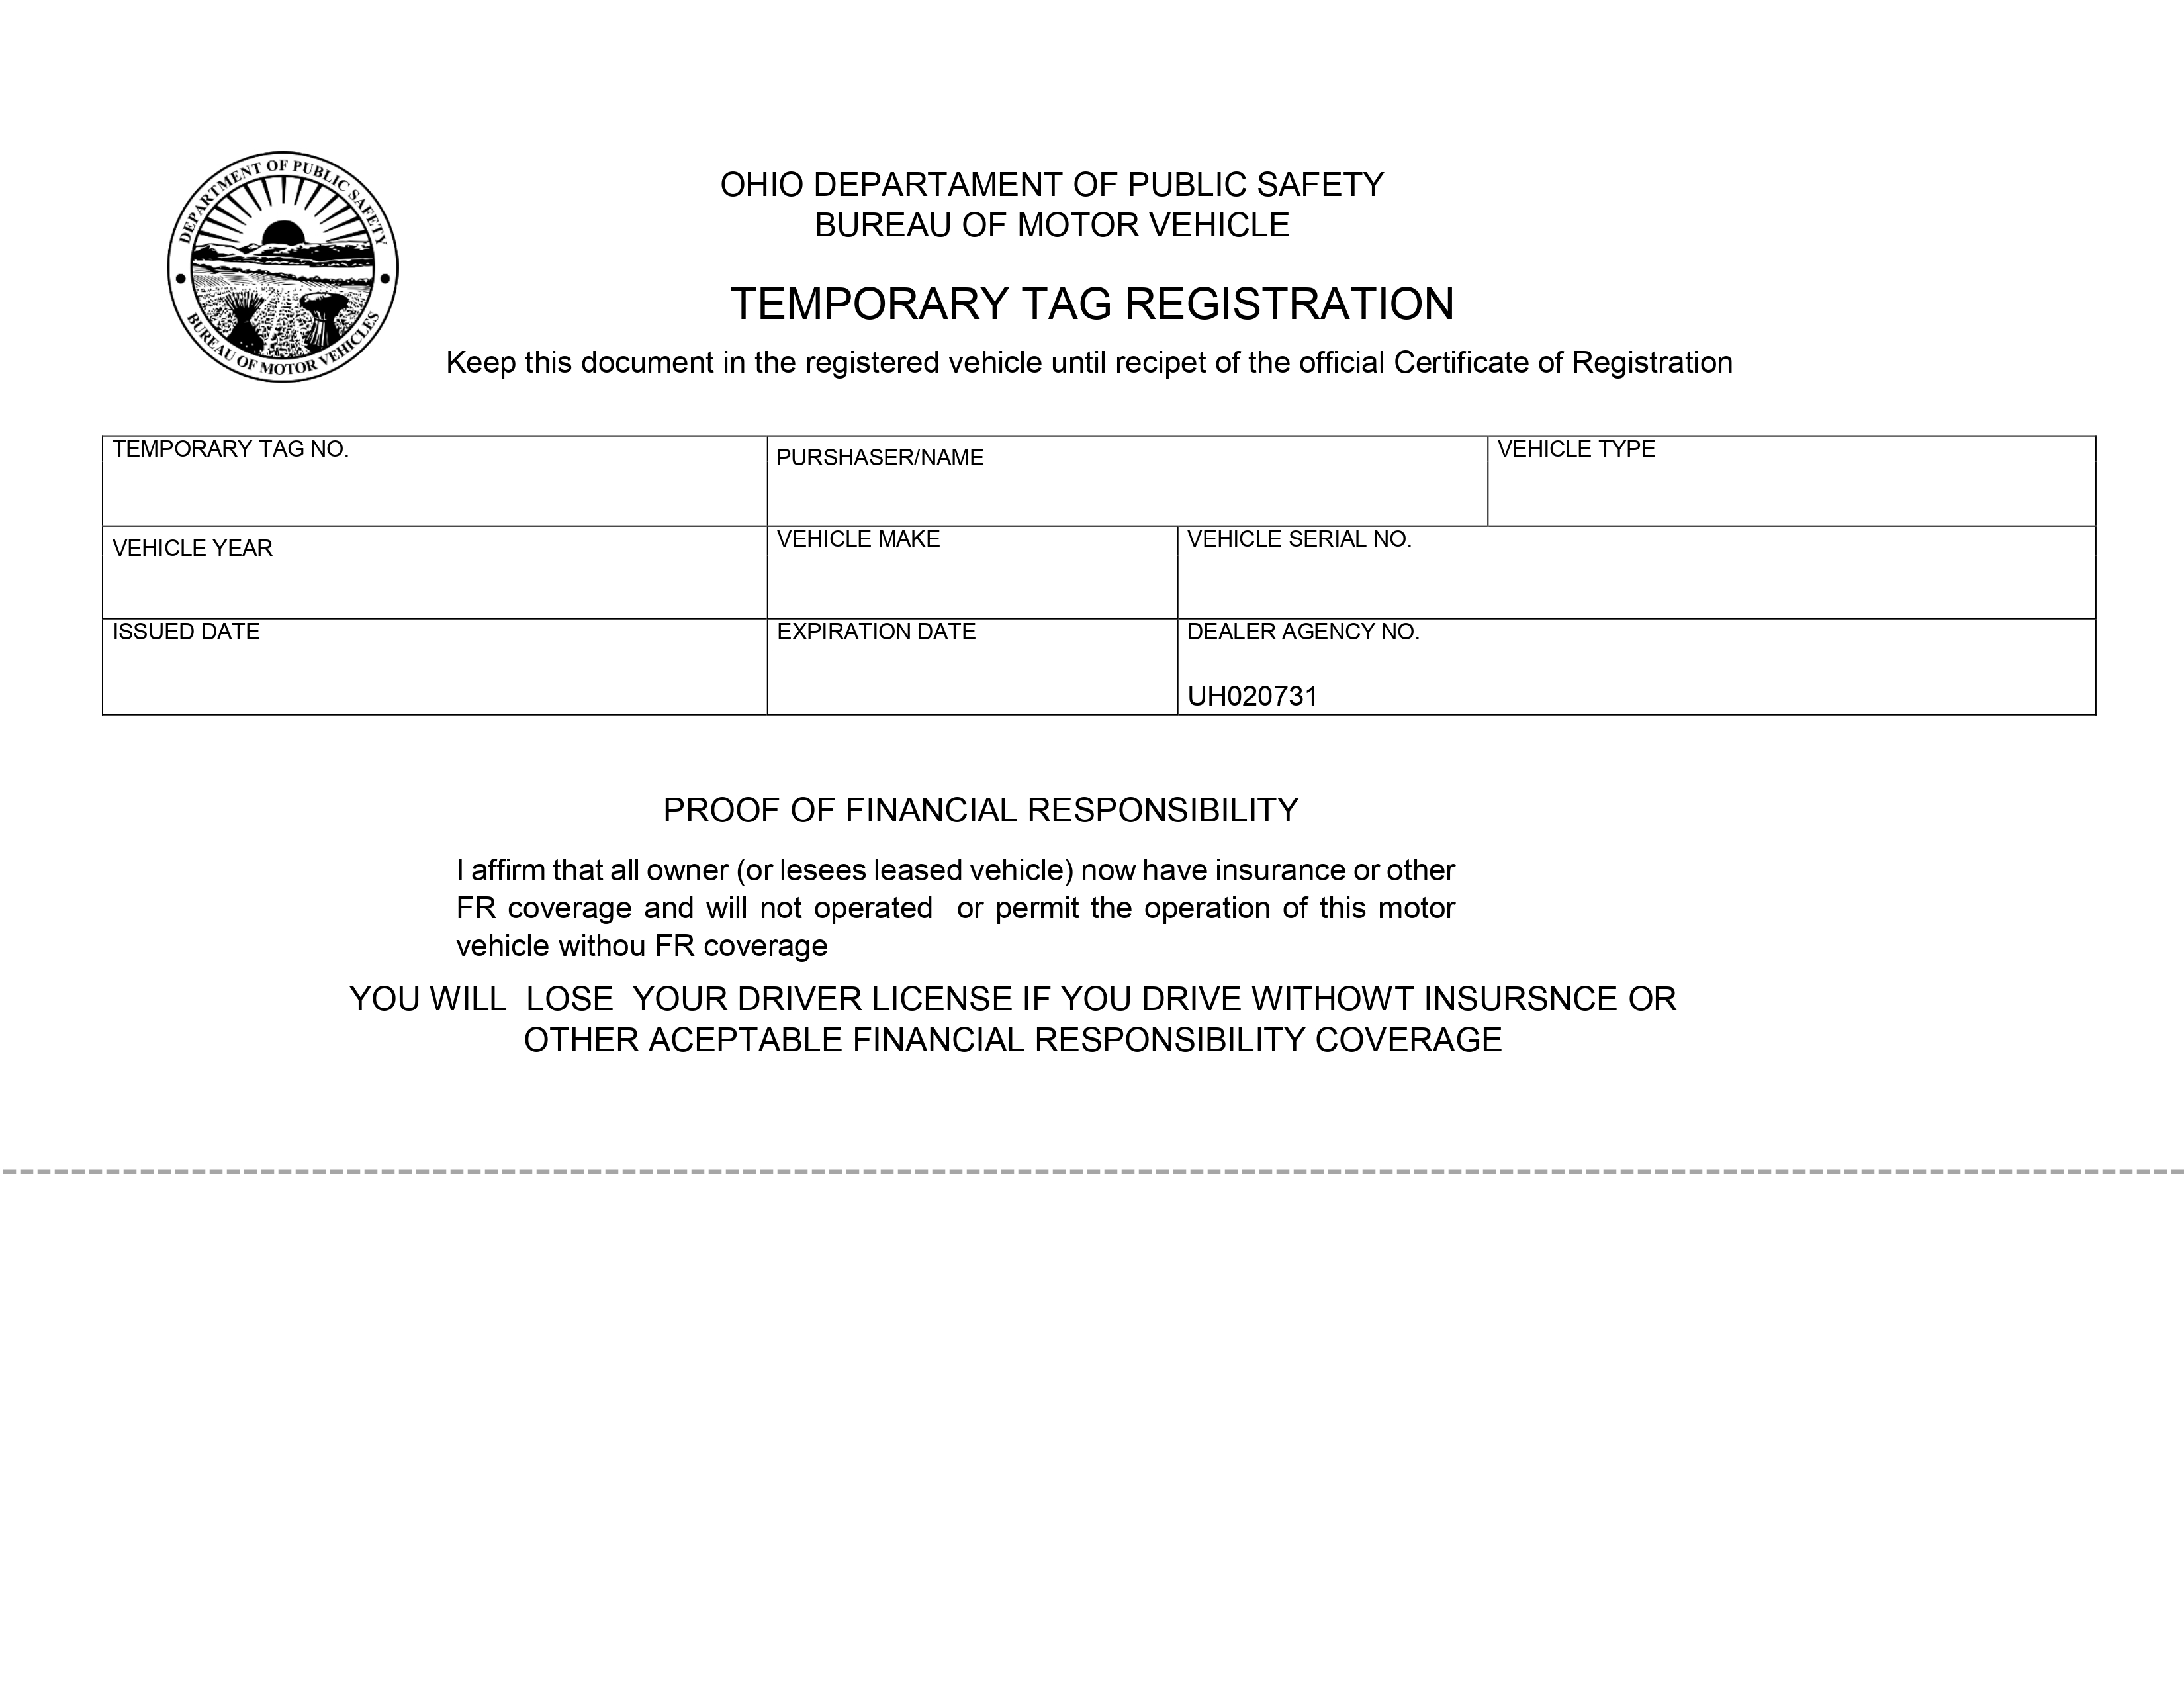 DEPARTMENT OF PUBLIC SAFETY
BUREAU OF MOTOR VEHICLES
OHIO DEPARTAMENT OF PUBLIC SAFETY
BUREAU OF MOTOR VEHICLE
TEMPORARY TAG REGISTRATION
Keep this document in the registered vehicle until recipet of the official Certificate of Registration
TEMPORARY TAG NO.
PURSHASER/NAME
VEHICLE TYPE
VEHICLE YEAR
VEHICLE MAKE
VEHICLE SERIAL NO.
ISSUED DATE
EXPIRATION DATE
DEALER AGENCY NO.
UH020731
PROOF OF FINANCIAL RESPONSIBILITY
I affirm that all owner (or lesees leased vehicle) now have insurance or other
FR coverage and will not operated or permit the operation of this motor
vehicle withou FR coverage
YOU WILL LOSE YOUR DRIVER LICENSE IF YOU DRIVE WITHOWT INSURSNCE OR
OTHER ACEPTABLE FINANCIAL RESPONSIBILITY COVERAGE